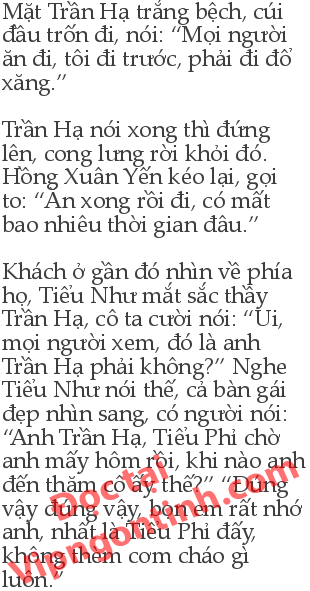 Mặt Trần Hạ trắng bệch, cúi
đầu trốn đi, nói: “Mọi người
ăn đi, tôi đi trước, phải đi đổ
xăng.”
Trần Hạ nói xong thì đứng
lên, cong lưng rời khỏi đó.
Hồng Xuân Yến kéo lại, gọi
to: “Ăn xong rồi đi, có mất
bao nhiêu thời gian đâu.”
Khách ở gần đó nhìn về phía
họ, Tiểu Như mắt sắc thấy
Trần Hạ, cô ta cười nói: “Ui,
mọi người xem, đó là anh
Trần Hạ phải không?” Nghe
Tiểu Như nói thế, cả bàn gái
đẹp nhìn sang, có người nói:
“Anh Trần Hạ, Tiểu Phỉ chờ
anh mấy hôm rồi, khi nào anh
đến thăm cô ấy thế?” “Đúng
vậy đúng vậy, bọn em rất nhớ
anh, nhất là Tiểu Phỉ đấy,
không thèm cơm cháo gì
luôn.”
Đọc tại
Vipngontinh.com